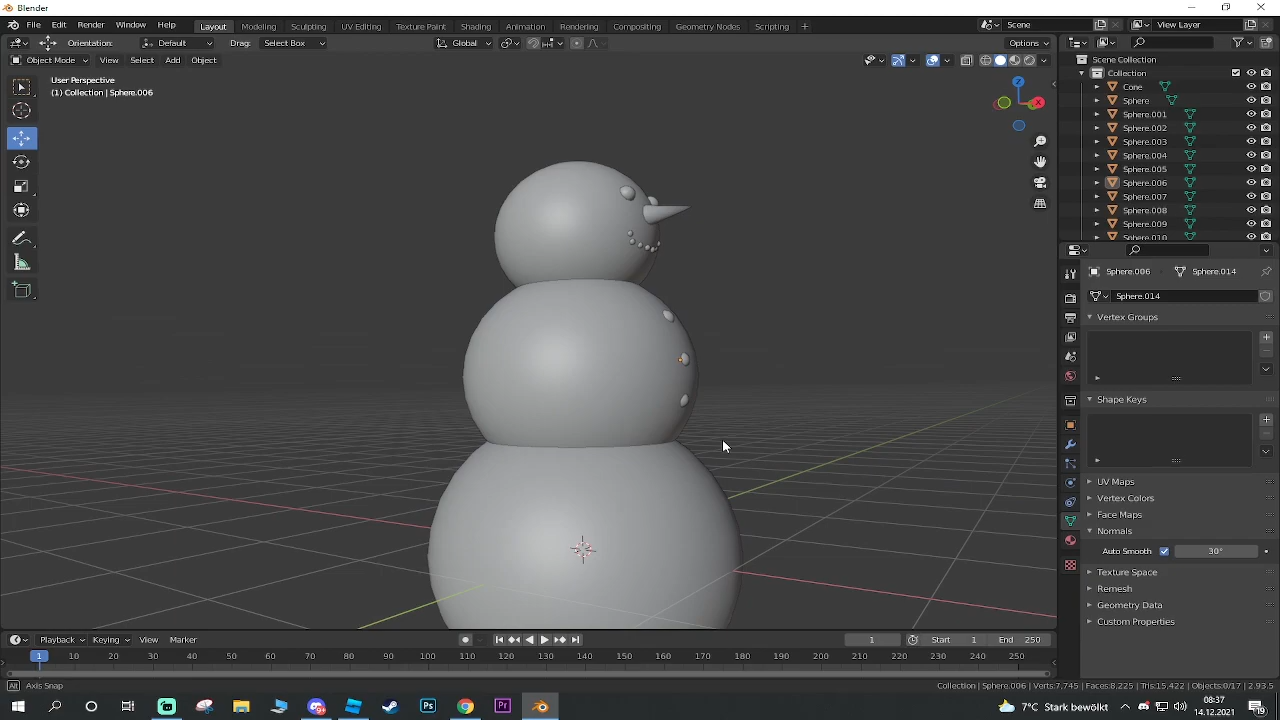 Blender
File Edit Render Window Help Layout Modeling Sculpting UV Editing Texture Paint Shading Animation Rendering Compositing Geometry Nodes Scripting + Scene View Layer
Orientation: Default Drag: Select Box Global Options
Object Mode View Select Add Object
User Perspective
(1) Collection | Sphere.006
X
Z
Scene Collection
Collection
Cone
Sphere
Sphere.001
Sphere.002
Sphere.003
Sphere.004
Sphere.005
Sphere.006
Sphere.007
Sphere.008
Sphere.009
Sphere.010
Sphere.006 Sphere.014
Sphere.014
Vertex Groups
Shape Keys
UV Maps
Vertex Colors
Face Maps
Normals
Auto Smooth 30°
Texture Space
Remesh
Geometry Data
Custom Properties
Playback Keying View Marker 1 Start 1 End 250
1 10 20 30 40 50 60 70 80 90 100 110 120 130 140 150 160 170 180 190 200 210 220 230 240 250
Alt Axis Snap Collection | Sphere.006 | Verts:7,745 | Faces:8,225 | Tris:15,422 | Objects:0/17 | 2.93.5
Ps Pr 7°C Stark bewölkt 08:37
14.12.2021